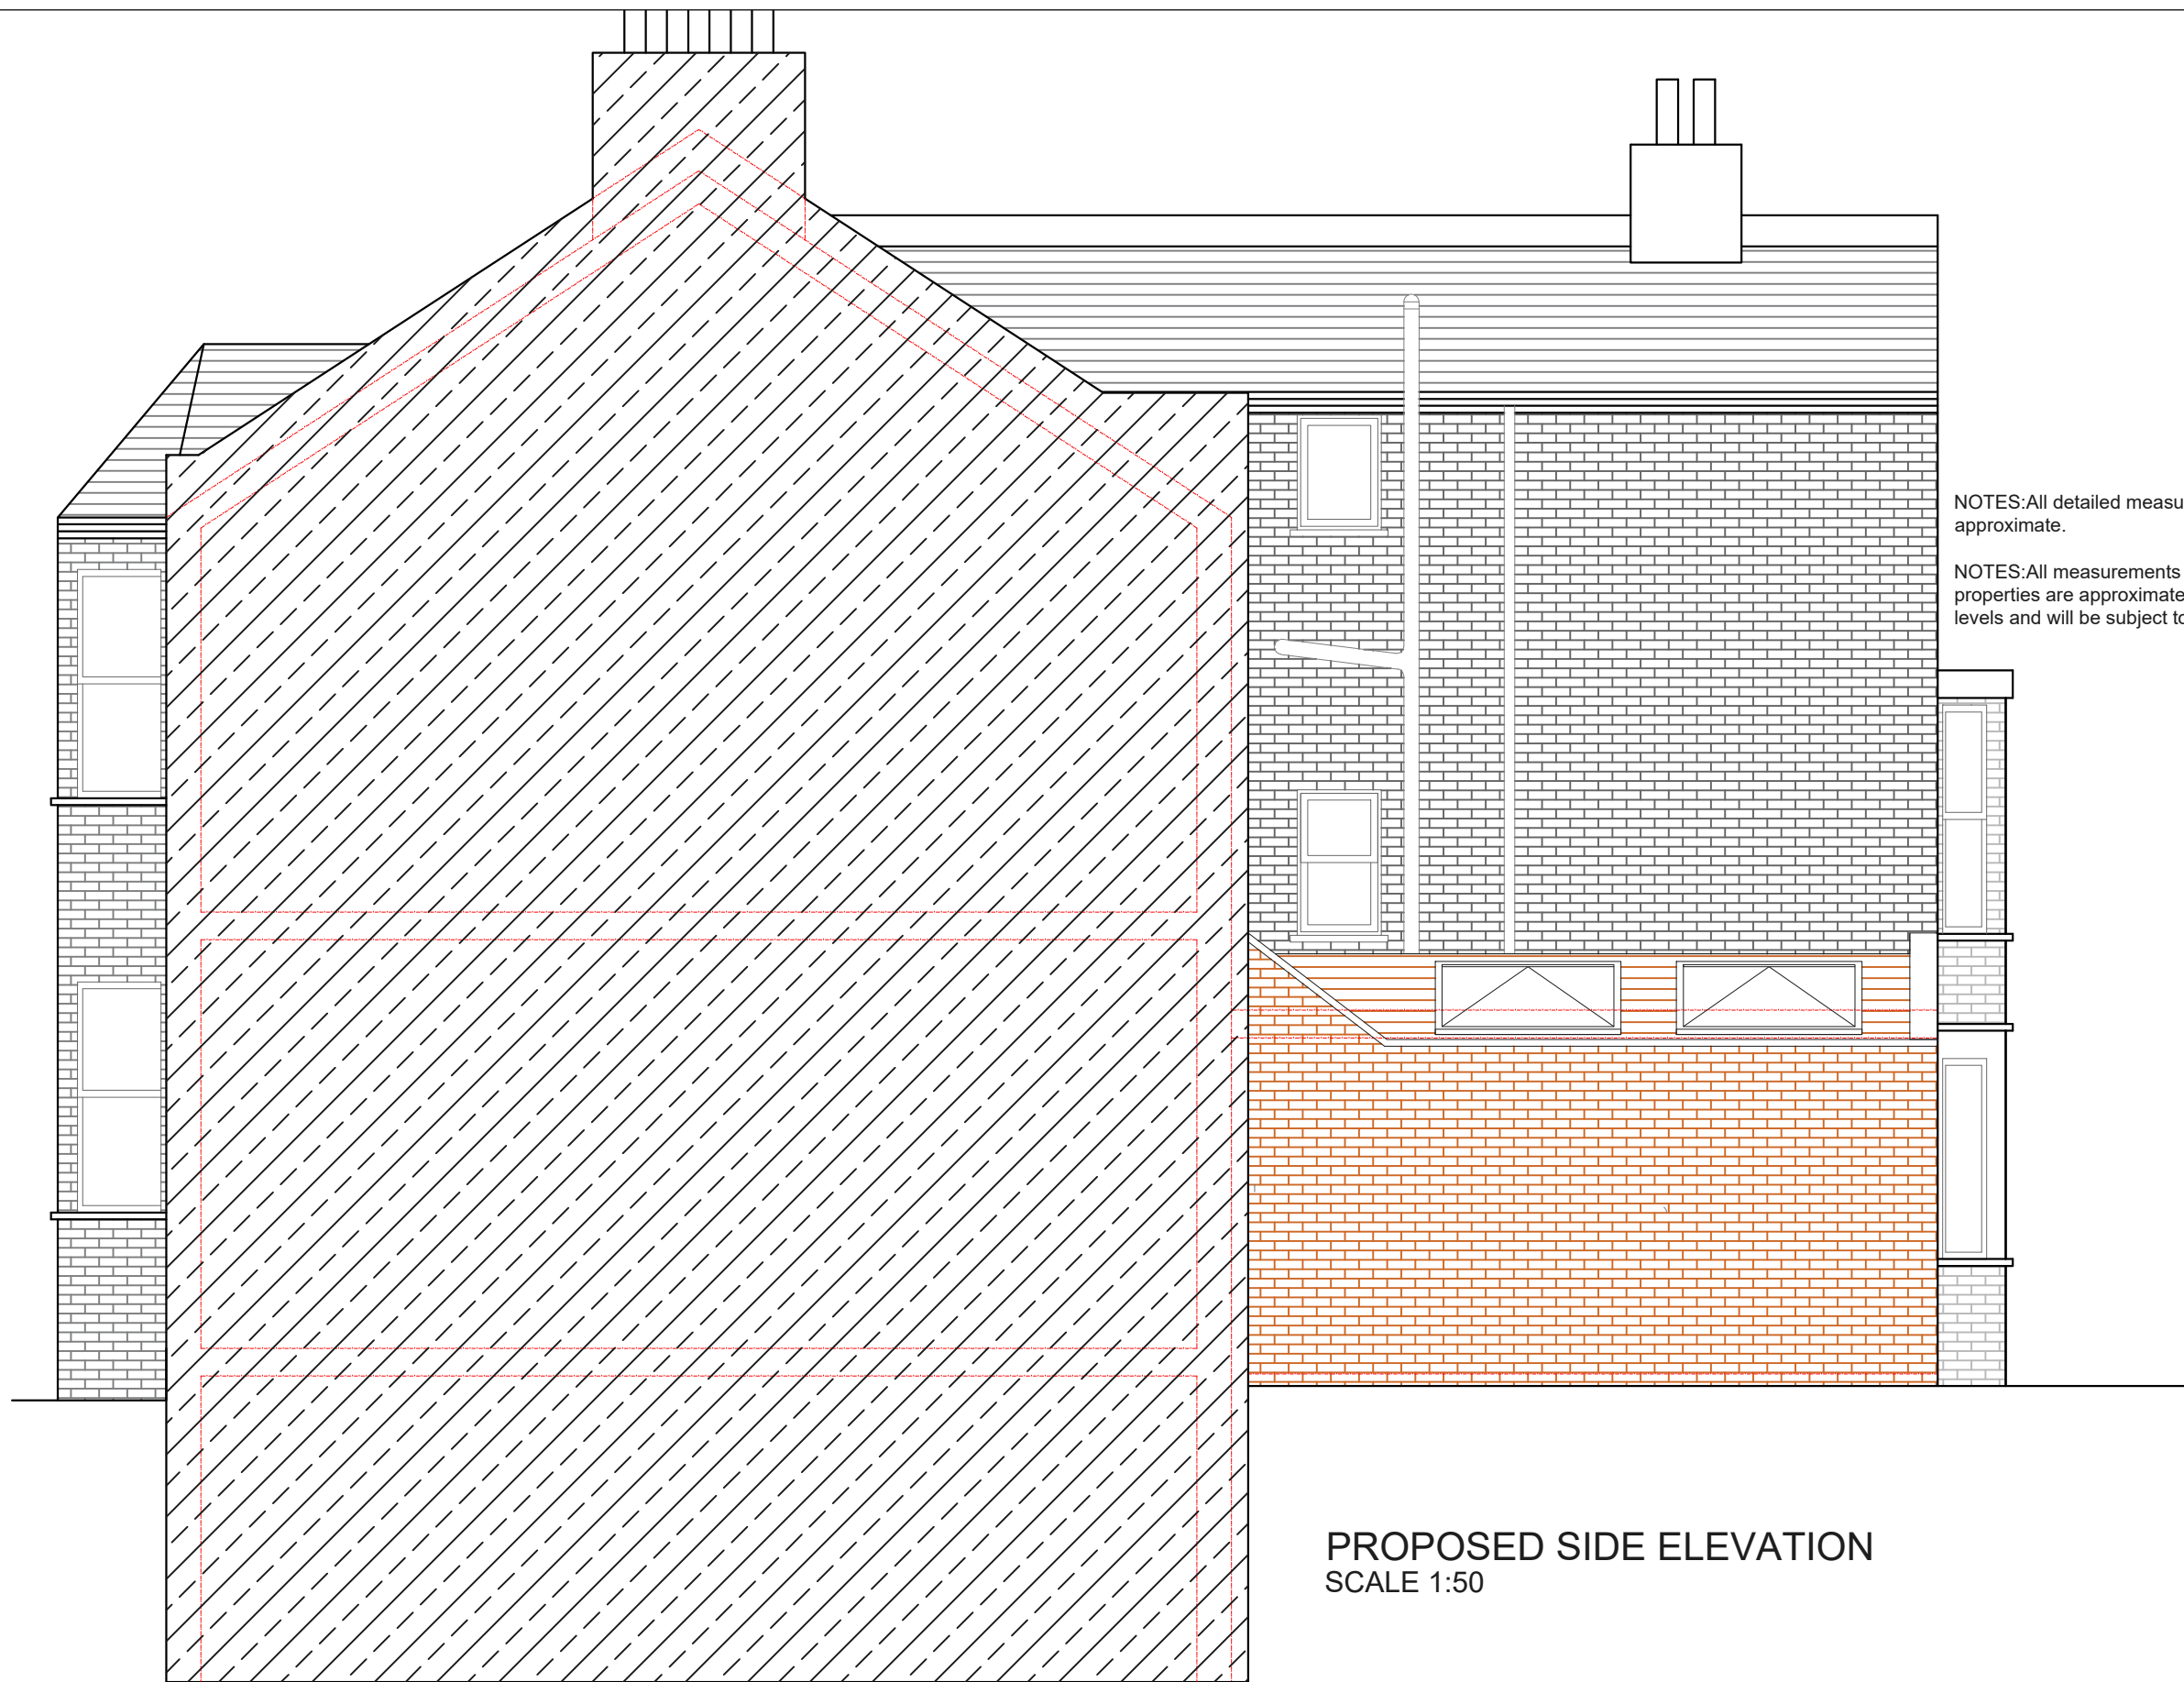 NOTES:All detailed measu
approximate.
NOTES:All measurements
properties are approximate
levels and will be subject to
PROPOSED SIDE ELEVATION
SCALE 1:50